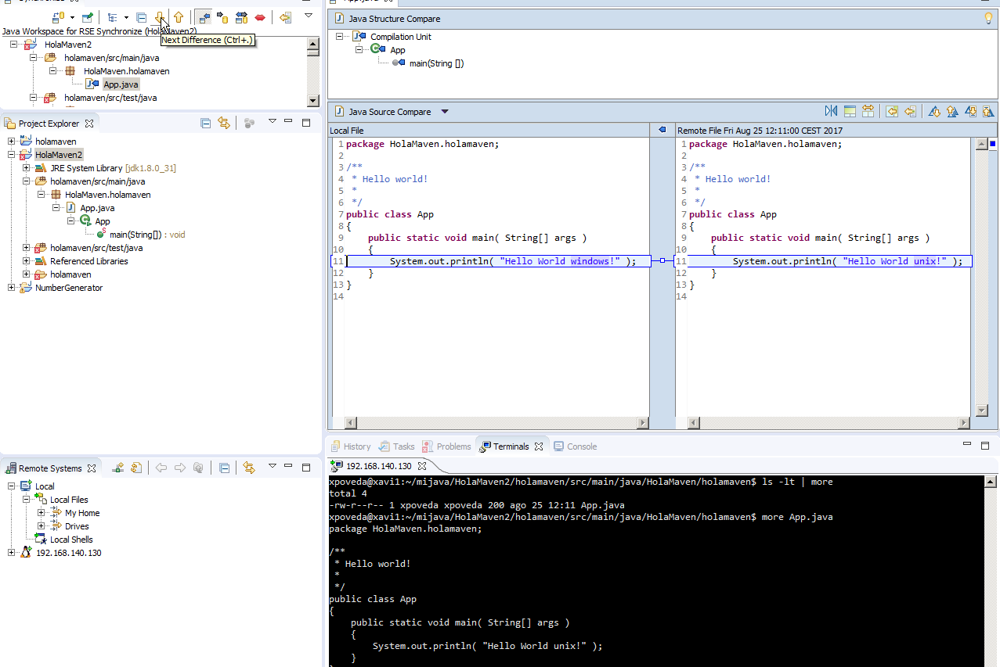 Java Workspace for RSE Synchronize (HolaMaven2)
Next Difference (Ctrl+.)
HolaMaven2
holamaven/src/main/java
HolaMaven.holamaven
App.java
holamaven/src/test/java
Project Explorer
holamaven
HolaMaven2
JRE System Library [jdk1.8.0_31]
holamaven/src/main/java
HolaMaven.holamaven
App.java
App
main(String[]) : void
holamaven/src/test/java
Referenced Libraries
holamaven
NumberGenerator
Remote Systems
Local
Local Files
My Home
Drives
Local Shells
192.168.140.130
Java Structure Compare
Compilation Unit
App
main(String [])
Java Source Compare
Local File
1 package HolaMaven.holamaven;
2
3 /**
4  * Hello world!
5  *
6  */
7 public class App
8 {
9     public static void main( String[] args )
10     {
11         System.out.println( "Hello World windows!" );
12     }
13 }
14
Remote File Fri Aug 25 12:11:00 CEST 2017
1 package HolaMaven.holamaven;
2
3 /**
4  * Hello world!
5  *
6  */
7 public class App
8 {
9     public static void main( String[] args )
10     {
11         System.out.println( "Hello World unix!" );
12     }
13 }
14
History Tasks Problems Terminals Console
192.168.140.130
xpoveda@xavi1:~/mijava/HolaMaven2/holamaven/src/main/java/HolaMaven/holamaven$ ls -lt | more
total 4
-rw-r--r-- 1 xpoveda xpoveda 200 ago 25 12:11 App.java
xpoveda@xavi1:~/mijava/HolaMaven2/holamaven/src/main/java/HolaMaven/holamaven$ more App.java
package HolaMaven.holamaven;
/**
 * Hello world!
 *
 */
public class App
{
    public static void main( String[] args )
    {
        System.out.println( "Hello World unix!" );
    }